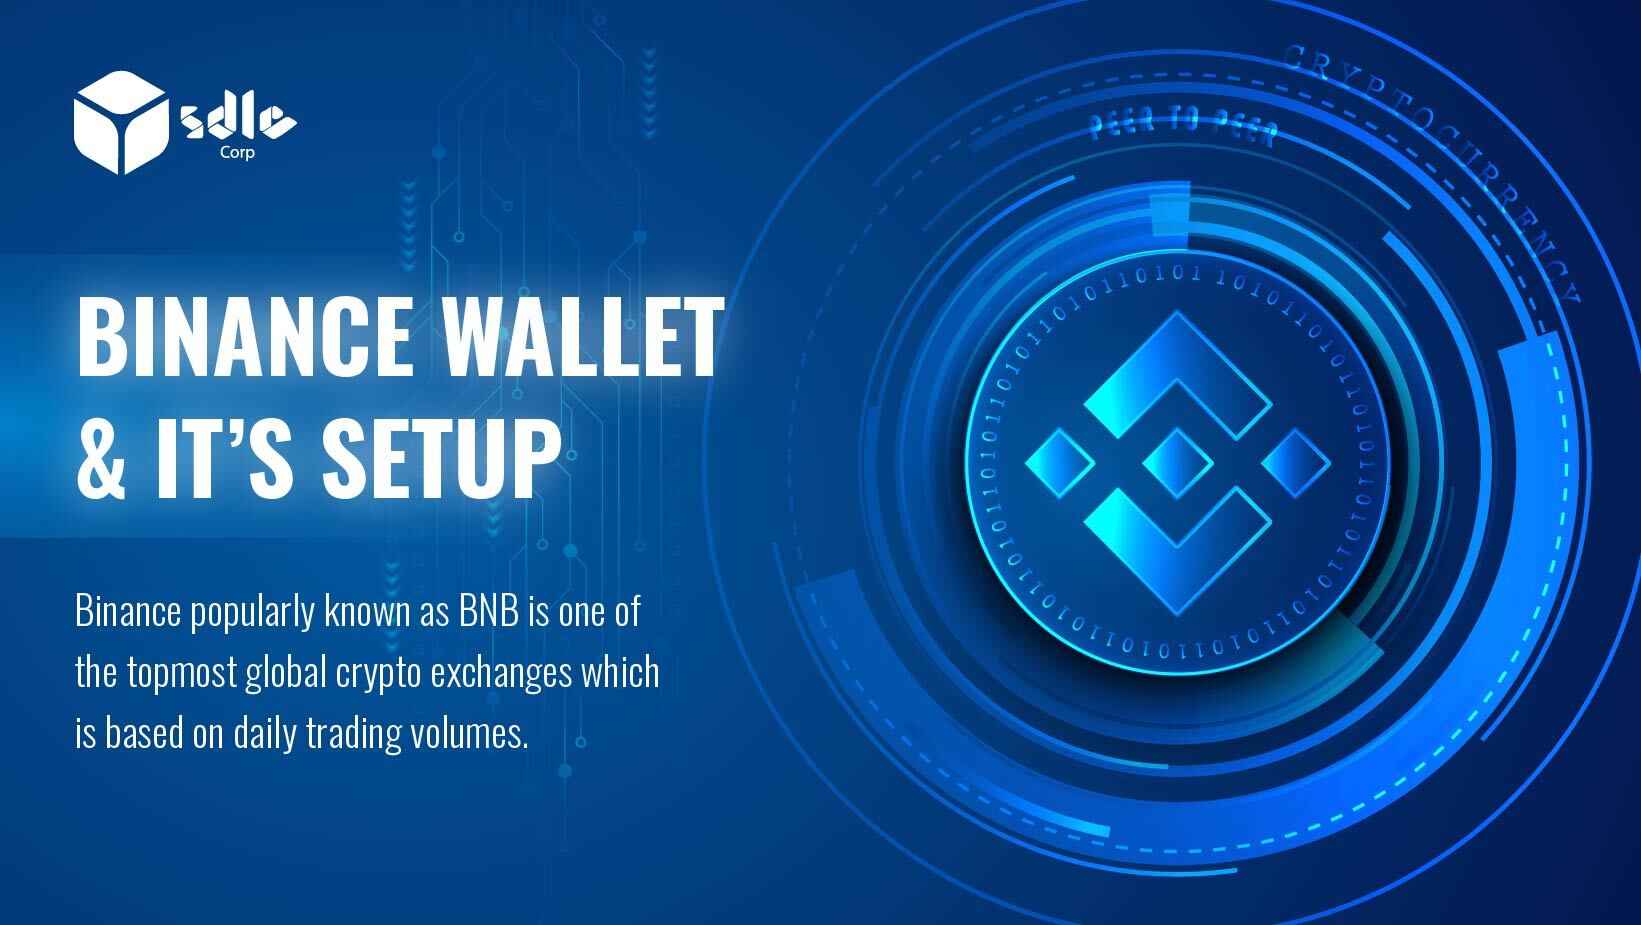 sdlc
Corp
CRYPTOCURRENCY
PEER TO PEER
BINANCE WALLET
& IT’S SETUP
Binance popularly known as BNB is one of
the topmost global crypto exchanges which
is based on daily trading volumes.